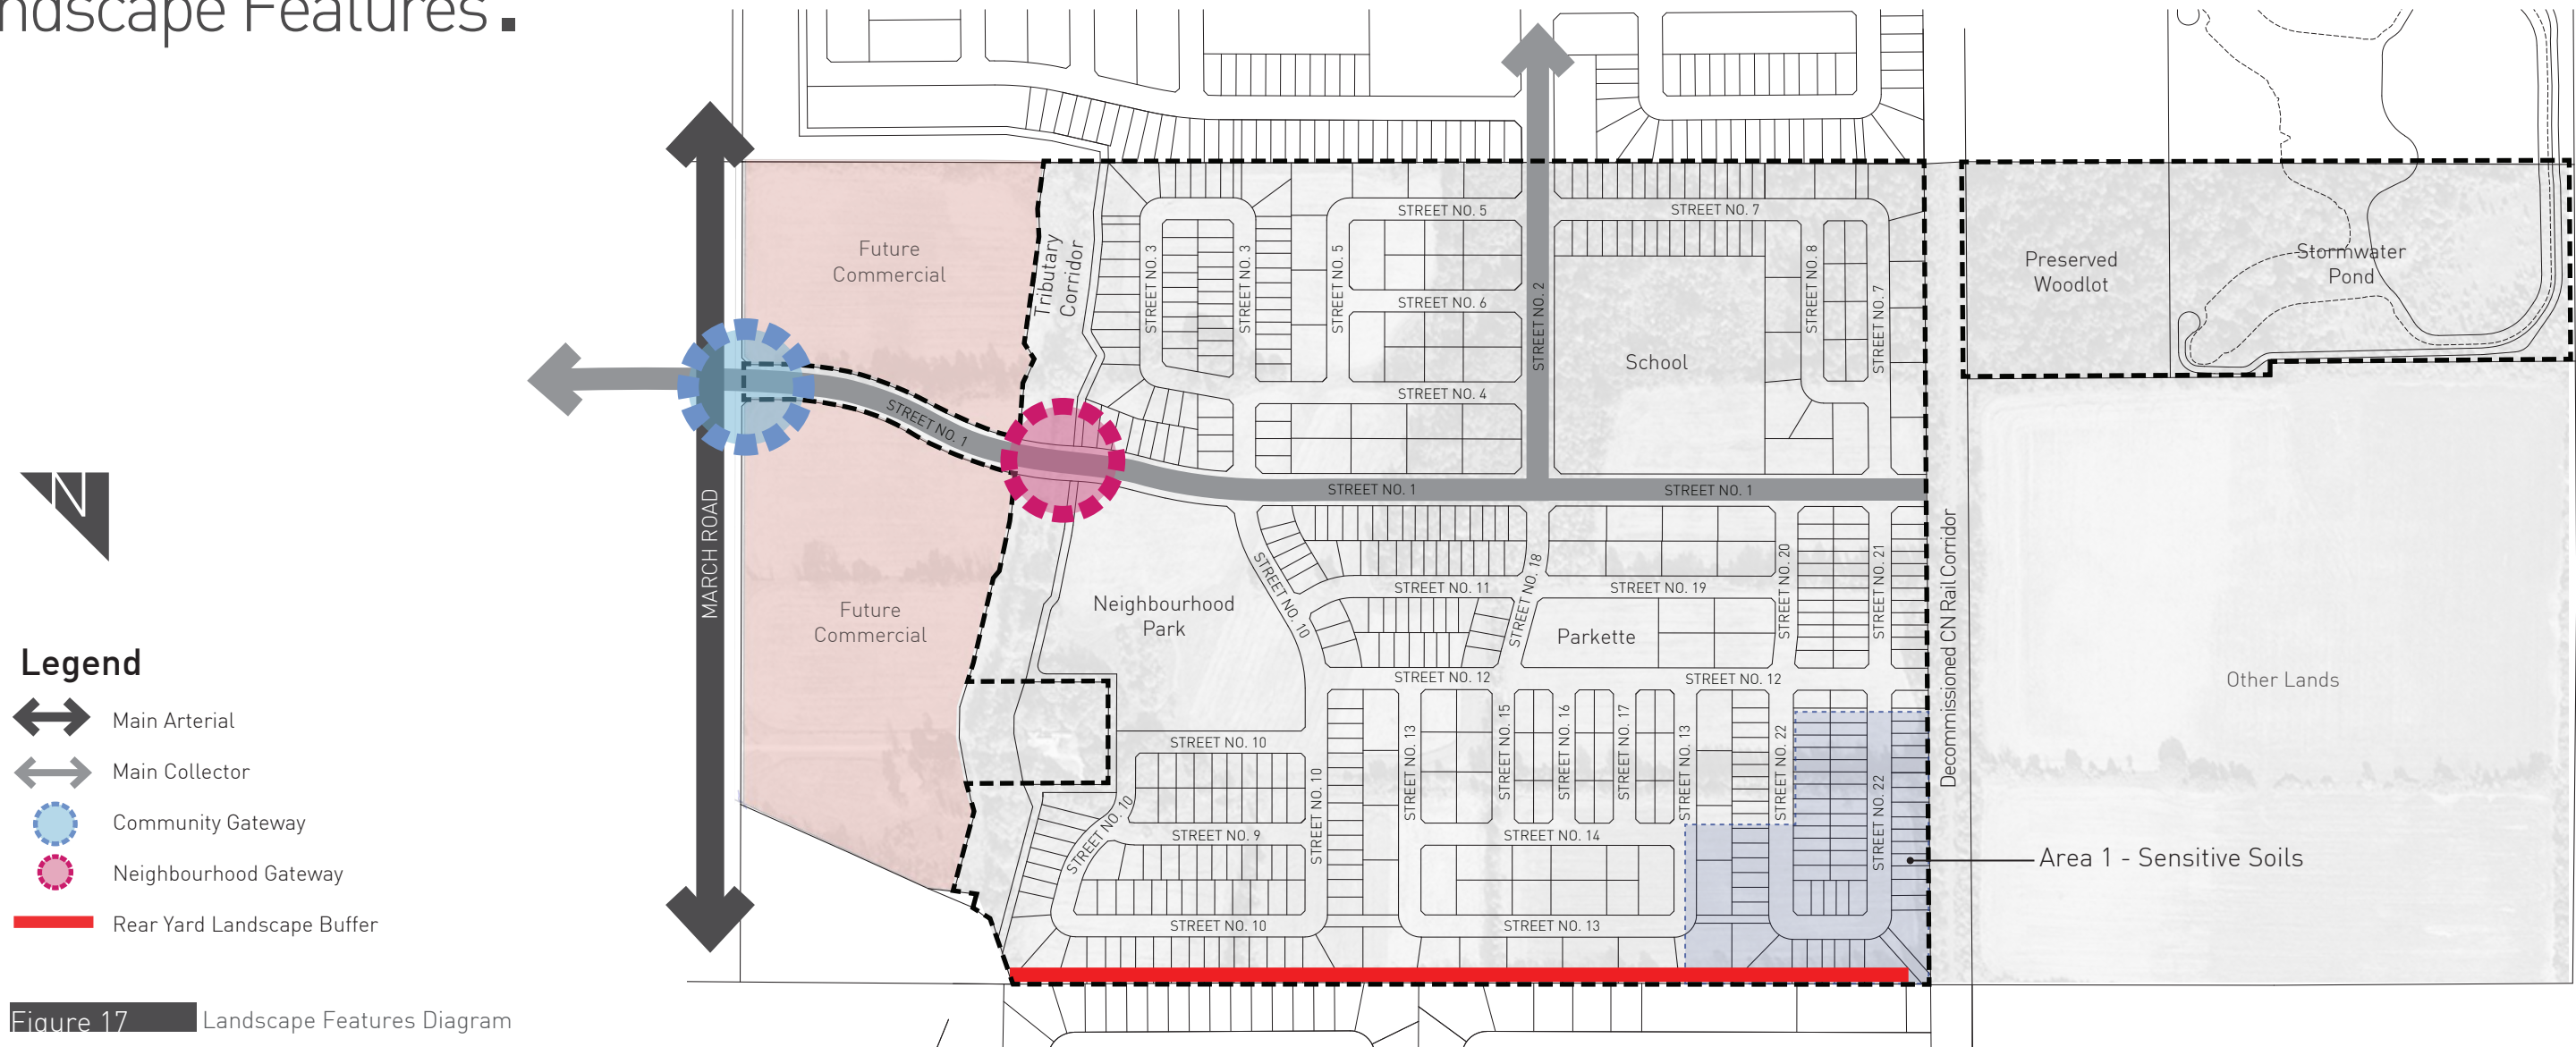 ndscape Features.
Future
Commercial
Tributary
Corridor
STREET NO. 3
STREET NO. 3
STREET NO. 5
STREET NO. 5
STREET NO. 6
STREET NO. 4
STREET NO. 2
STREET NO. 7
STREET NO. 8
STREET NO. 7
School
Preserved
Woodlot
Stormwater
Pond
STREET NO. 1
STREET NO. 1
STREET NO. 1
MARCH ROAD
N
Future
Commercial
Neighbourhood
Park
STREET NO. 10
STREET NO. 11
STREET NO. 18
STREET NO. 19
STREET NO. 20
STREET NO. 21
Parkette
STREET NO. 12
STREET NO. 12
Decommissioned CN Rail Corridor
Other Lands
STREET NO. 10
STREET NO. 10
STREET NO. 9
STREET NO. 10
STREET NO. 10
STREET NO. 13
STREET NO. 15
STREET NO. 16
STREET NO. 17
STREET NO. 13
STREET NO. 22
STREET NO. 22
STREET NO. 14
STREET NO. 13
Area 1 - Sensitive Soils
Legend
Main Arterial
Main Collector
Community Gateway
Neighbourhood Gateway
Rear Yard Landscape Buffer
Figure 17 Landscape Features Diagram